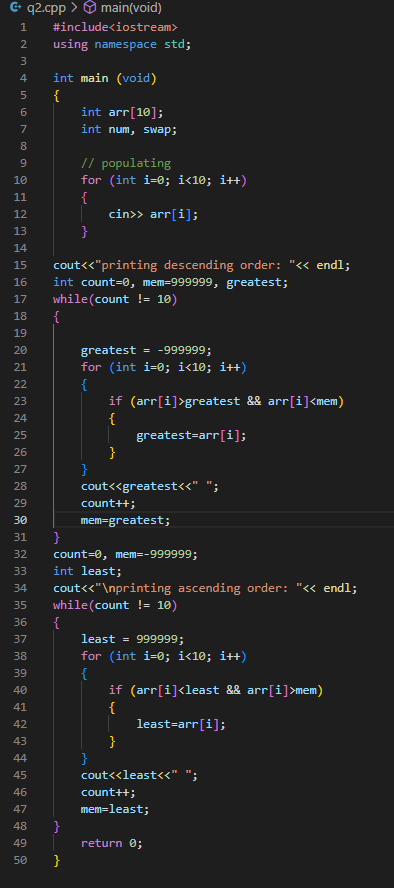 q2.cpp > main(void)
1 #include<iostream>
2 using namespace std;
3
4 int main (void)
5 {
6 int arr[10];
7 int num, swap;
8
9 // populating
10 for (int i=0; i<10; i++)
11 {
12 cin>> arr[i];
13 }
14
15 cout<<"printing descending order: "<< endl;
16 int count=0, mem=999999, greatest;
17 while(count != 10)
18 {
19
20 greatest = -999999;
21 for (int i=0; i<10; i++)
22 {
23 if (arr[i]>greatest && arr[i]<mem)
24 {
25 greatest=arr[i];
26 }
27 }
28 cout<<greatest<<" ";
29 count++;
30 mem=greatest;
31 }
32 count=0, mem=-999999;
33 int least;
34 cout<<"\nprinting ascending order: "<< endl;
35 while(count != 10)
36 {
37 least = 999999;
38 for (int i=0; i<10; i++)
39 {
40 if (arr[i]<least && arr[i]>mem)
41 {
42 least=arr[i];
43 }
44 }
45 cout<<least<<" ";
46 count++;
47 mem=least;
48 }
49 return 0;
50 }